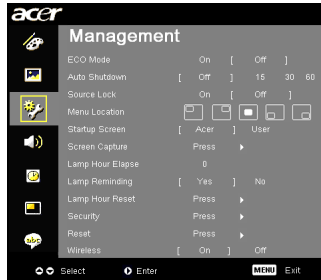 acer
Management
ECO Mode On [ Off ]
Auto Shutdown [ Off ] 15 30 60
Source Lock On [ Off ]
Menu Location
Startup Screen [ Acer ] User
Screen Capture Press
Lamp Hour Elapse 0
Lamp Reminding [ Yes ] No
Lamp Hour Reset Press
Security Press
Reset Press
Wireless [ On ] Off
abc
Select Enter MENU Exit